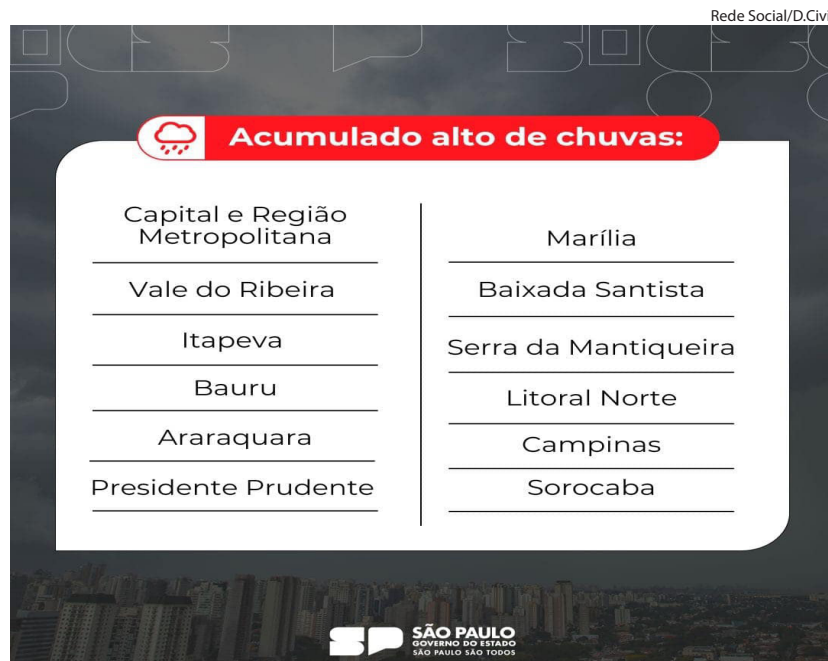 Rede Social/D.Civi
Acumulado alto de chuvas:
Capital e Região
Metropolitana
Vale do Ribeira
Itapeva
Bauru
Araraquara
Presidente Prudente
Marília
Baixada Santista
Serra da Mantiqueira
Litoral Norte
Campinas
Sorocaba
SP
SÃO PAULO
GOVERNO DO ESTADO
SÃO PAULO SÃO TODOS